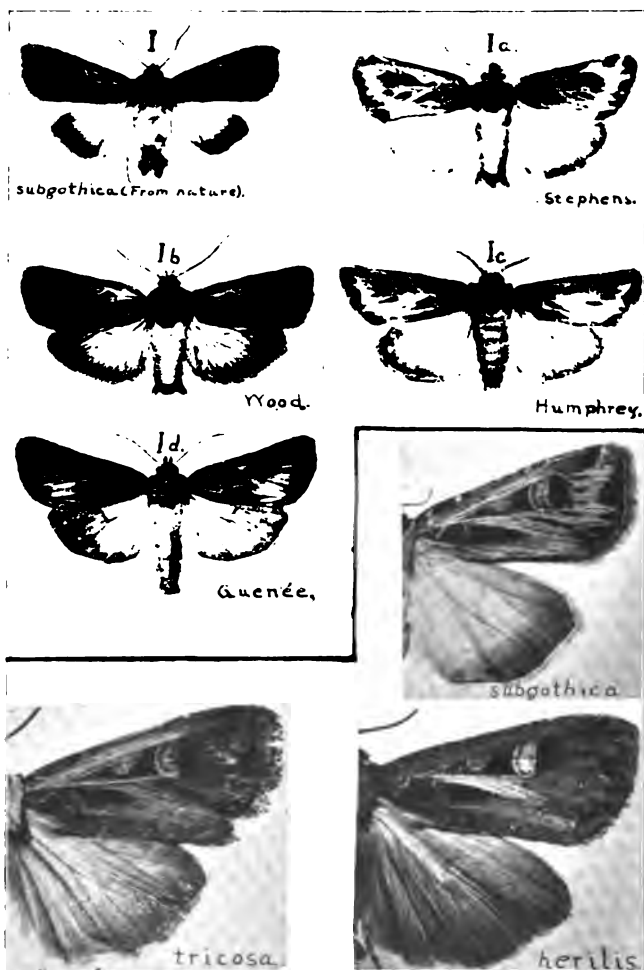 I
Ia.
subgothica (From nature).
Stephens.
Ib
Ic
Wood.
Humphrey.
Id.
Guenée,
subgothica
tricosa
herilis